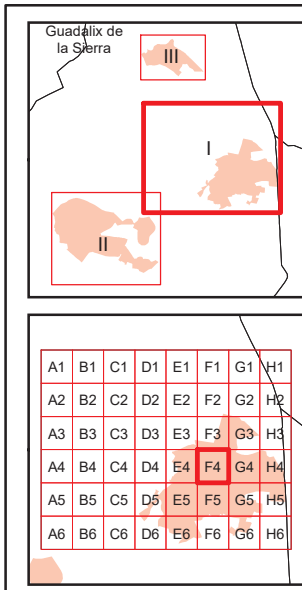 Guadalix de
la Sierra
III
I
II
A1 B1 C1 D1 E1 F1 G1 H1
A2 B2 C2 D2 E2 F2 G2 H2
A3 B3 C3 D3 E3 F3 G3 H3
A4 B4 C4 D4 E4 F4 G4 H4
A5 B5 C5 D5 E5 F5 G5 H5
A6 B6 C6 D6 E6 F6 G6 H6